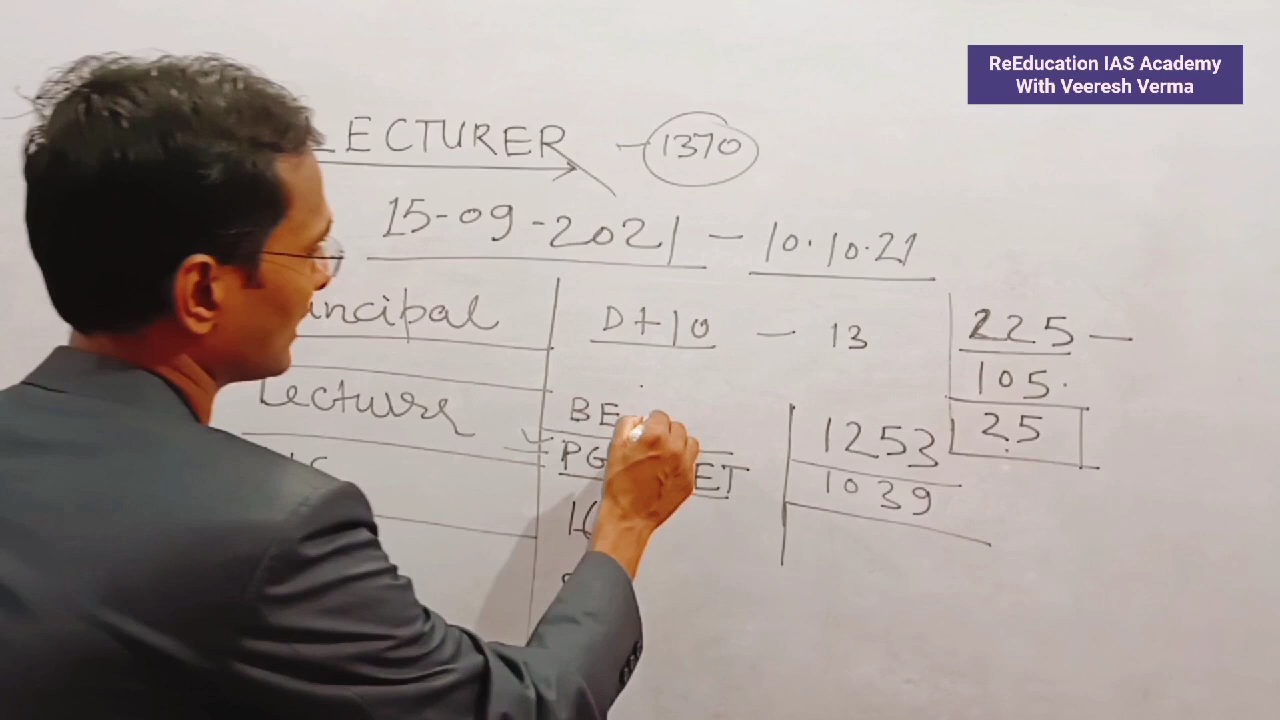 ReEducation IAS Academy
With Veeresh Verma
LECTURER - 1370
15-09-2021 - 10.10.21
D+10 - 13
225 -
105.
25
Lecture
BE
PG
ET
1253
1039